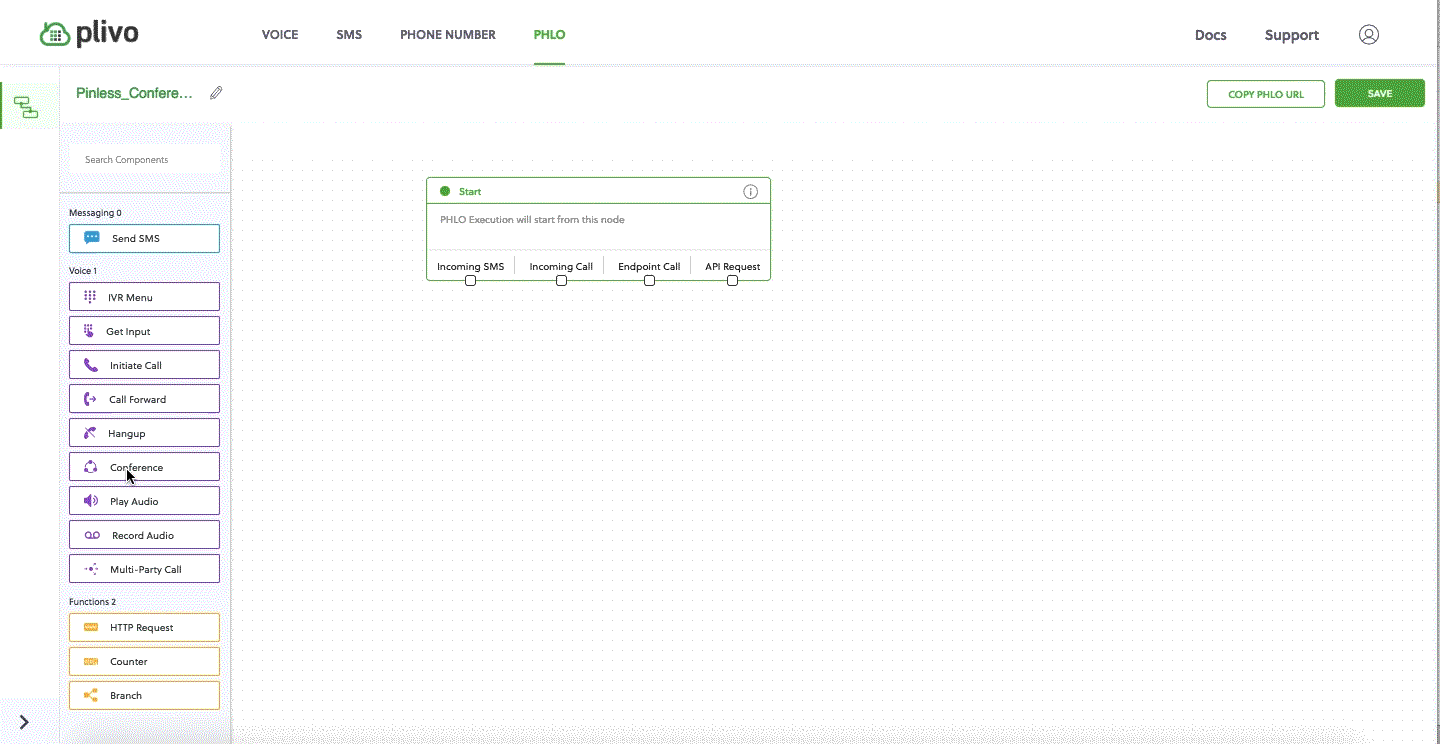 plivo
VOICE SMS PHONE NUMBER PHLO Docs Support
Pinless_Confere... COPY PHLO URL SAVE
Search Components
Messaging 0
Send SMS
Voice 1
IVR Menu
Get Input
Initiate Call
Call Forward
Hangup
Conference
Play Audio
Record Audio
Multi-Party Call
Functions 2
HTTP Request
Counter
Branch
Start
PHLO Execution will start from this node
Incoming SMS Incoming Call Endpoint Call API Request